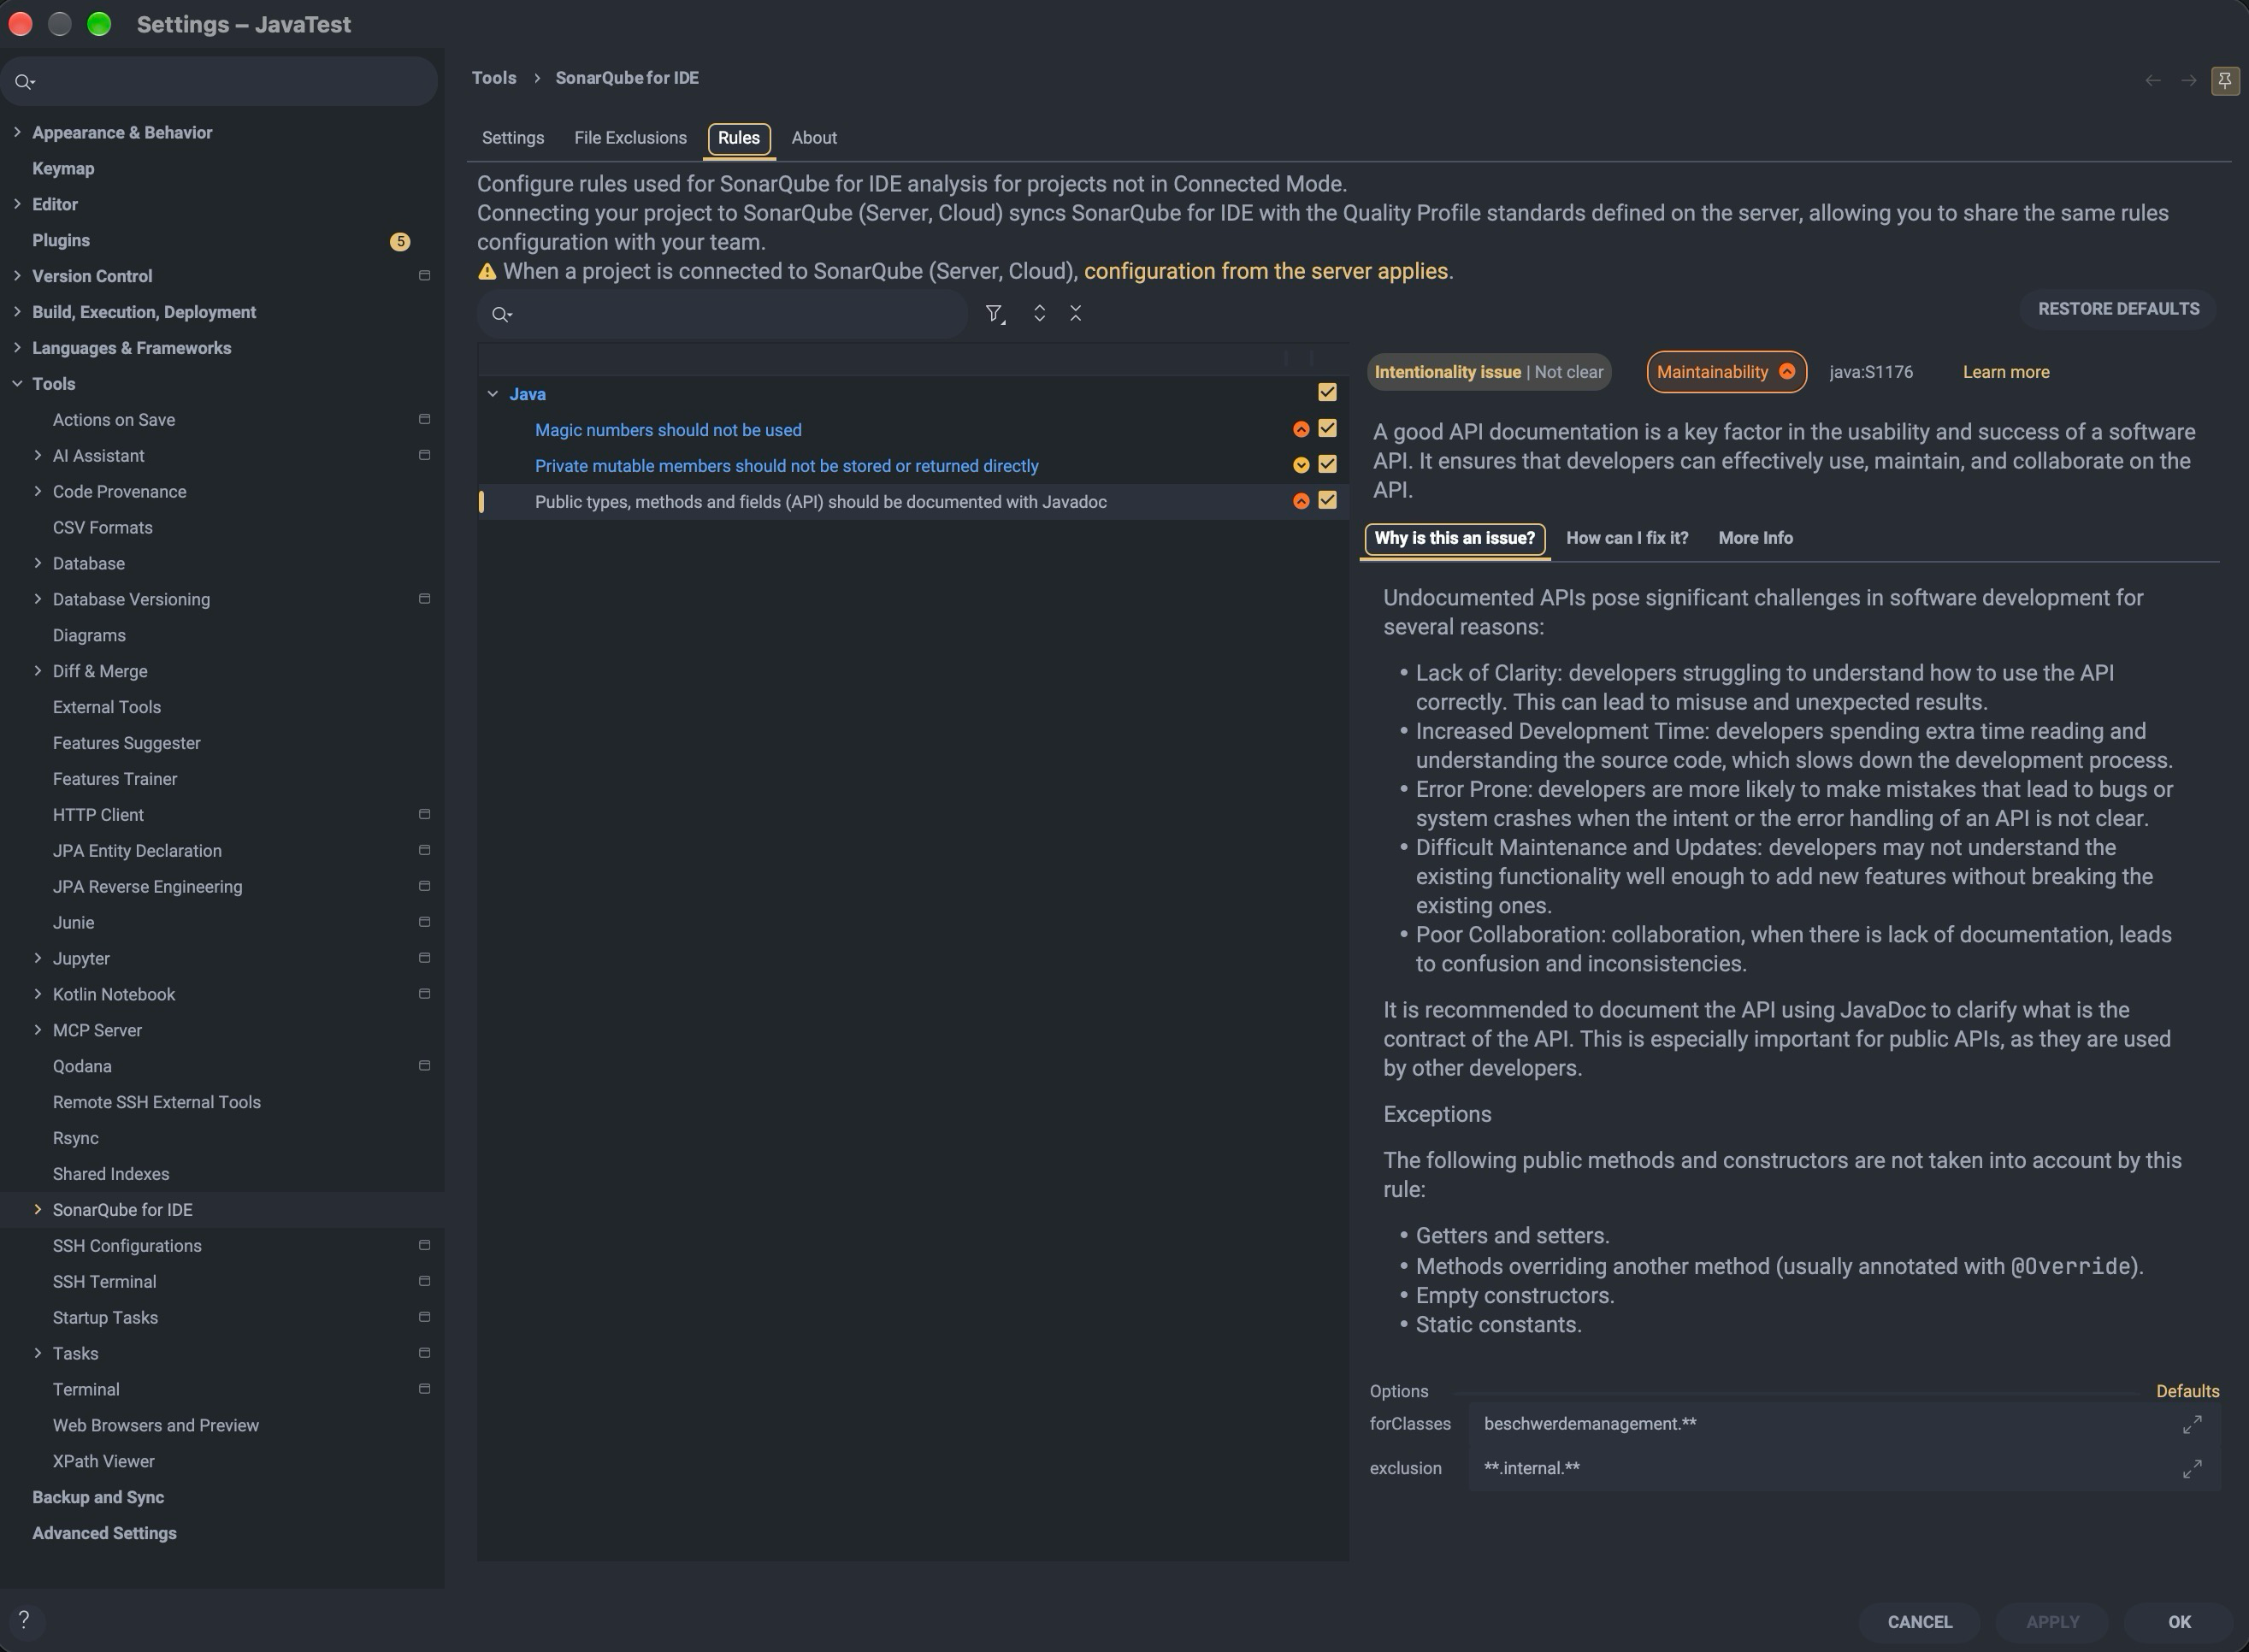 Settings – JavaTest
Appearance & Behavior
Keymap
Editor
Plugins
5
Version Control
Build, Execution, Deployment
Languages & Frameworks
Tools
Actions on Save
AI Assistant
Code Provenance
CSV Formats
Database
Database Versioning
Diagrams
Diff & Merge
External Tools
Features Suggester
Features Trainer
HTTP Client
JPA Entity Declaration
JPA Reverse Engineering
Junie
Jupyter
Kotlin Notebook
MCP Server
Qodana
Remote SSH External Tools
Rsync
Shared Indexes
SonarQube for IDE
SSH Configurations
SSH Terminal
Startup Tasks
Tasks
Terminal
Web Browsers and Preview
XPath Viewer
Backup and Sync
Advanced Settings
?
Tools › SonarQube for IDE
Settings File Exclusions Rules About
Configure rules used for SonarQube for IDE analysis for projects not in Connected Mode.
Connecting your project to SonarQube (Server, Cloud) syncs SonarQube for IDE with the Quality Profile standards defined on the server, allowing you to share the same rules
configuration with your team.
When a project is connected to SonarQube (Server, Cloud), configuration from the server applies.
RESTORE DEFAULTS
Java
Magic numbers should not be used
Private mutable members should not be stored or returned directly
Public types, methods and fields (API) should be documented with Javadoc
Intentionality issue | Not clear Maintainability java:S1176 Learn more
A good API documentation is a key factor in the usability and success of a software
API. It ensures that developers can effectively use, maintain, and collaborate on the
API.
Why is this an issue? How can I fix it? More Info
Undocumented APIs pose significant challenges in software development for
several reasons:
• Lack of Clarity: developers struggling to understand how to use the API
correctly. This can lead to misuse and unexpected results.
• Increased Development Time: developers spending extra time reading and
understanding the source code, which slows down the development process.
• Error Prone: developers are more likely to make mistakes that lead to bugs or
system crashes when the intent or the error handling of an API is not clear.
• Difficult Maintenance and Updates: developers may not understand the
existing functionality well enough to add new features without breaking the
existing ones.
• Poor Collaboration: collaboration, when there is lack of documentation, leads
to confusion and inconsistencies.
It is recommended to document the API using JavaDoc to clarify what is the
contract of the API. This is especially important for public APIs, as they are used
by other developers.
Exceptions
The following public methods and constructors are not taken into account by this
rule:
• Getters and setters.
• Methods overriding another method (usually annotated with @Override).
• Empty constructors.
• Static constants.
Options Defaults
forClasses beschwerdemanagement.**
exclusion **.internal.**
CANCEL APPLY OK